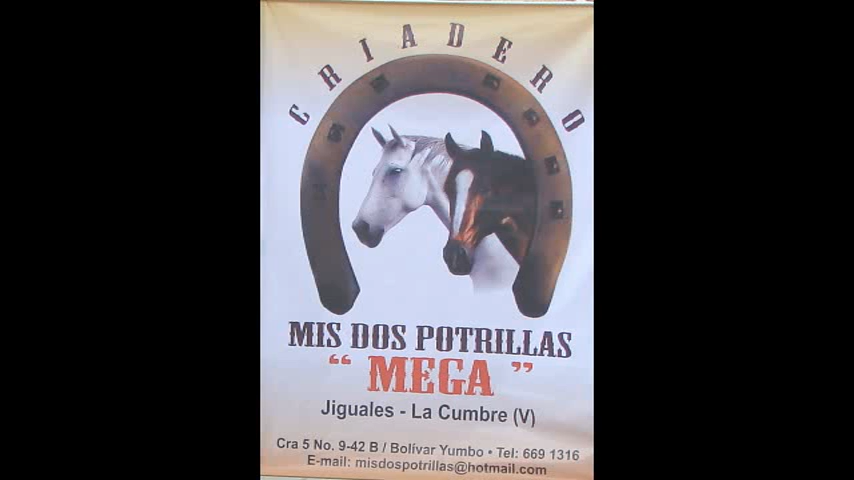 CRIADERO
MIS DOS POTRILLAS
“ MEGA ”
Jiguales - La Cumbre (V)
Cra 5 No. 9-42 B / Bolívar Yumbo • Tel: 669 1316
E-mail: misdospotrillas@hotmail.com